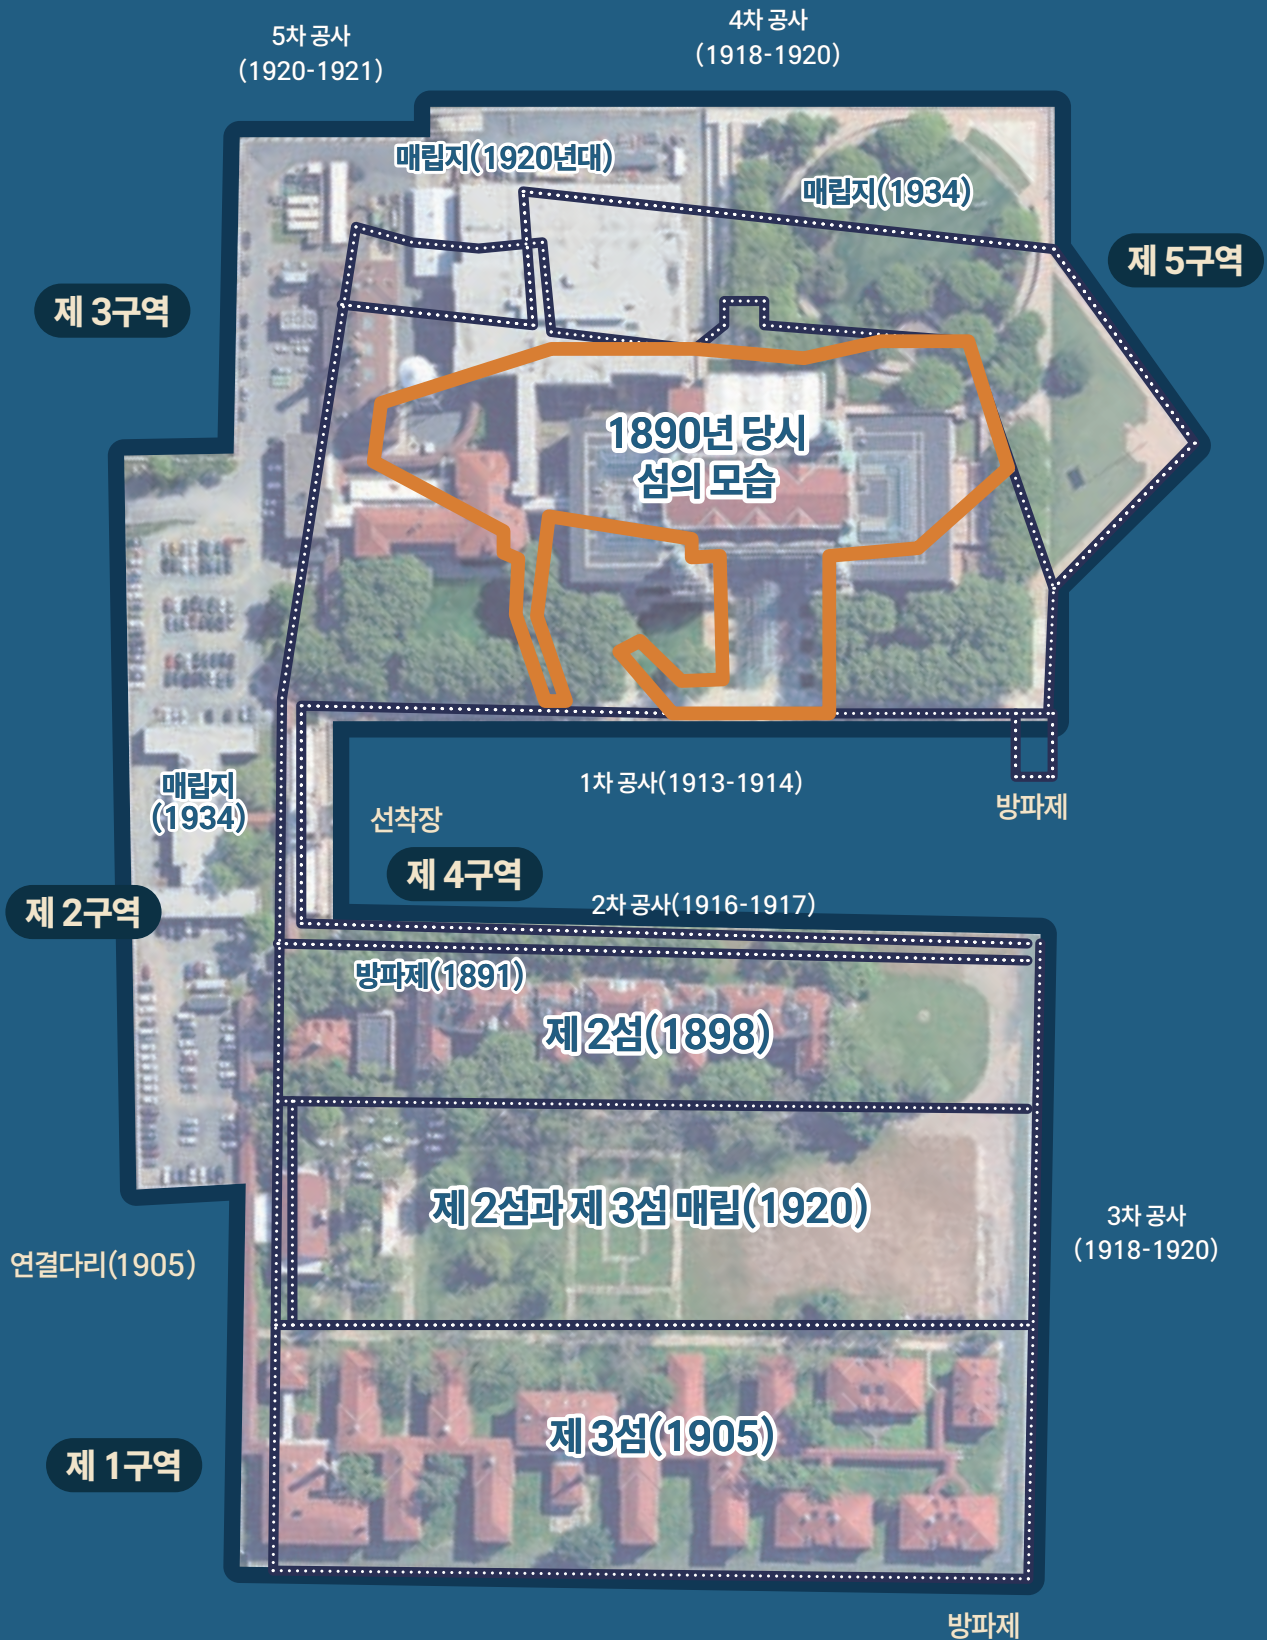 5차 공사
(1920-1921)
4차 공사
(1918-1920)
매립지(1920년대)
매립지(1934)
제 5구역
제 3구역
1890년 당시
섬의 모습
1차 공사(1913-1914)
방파제
매립지
(1934)
선착장
제 4구역
제 2구역
2차 공사(1916-1917)
방파제(1891)
제 2섬(1898)
제 2섬과 제 3섬 매립(1920)
3차 공사
(1918-1920)
연결다리(1905)
제 3섬(1905)
제 1구역
방파제